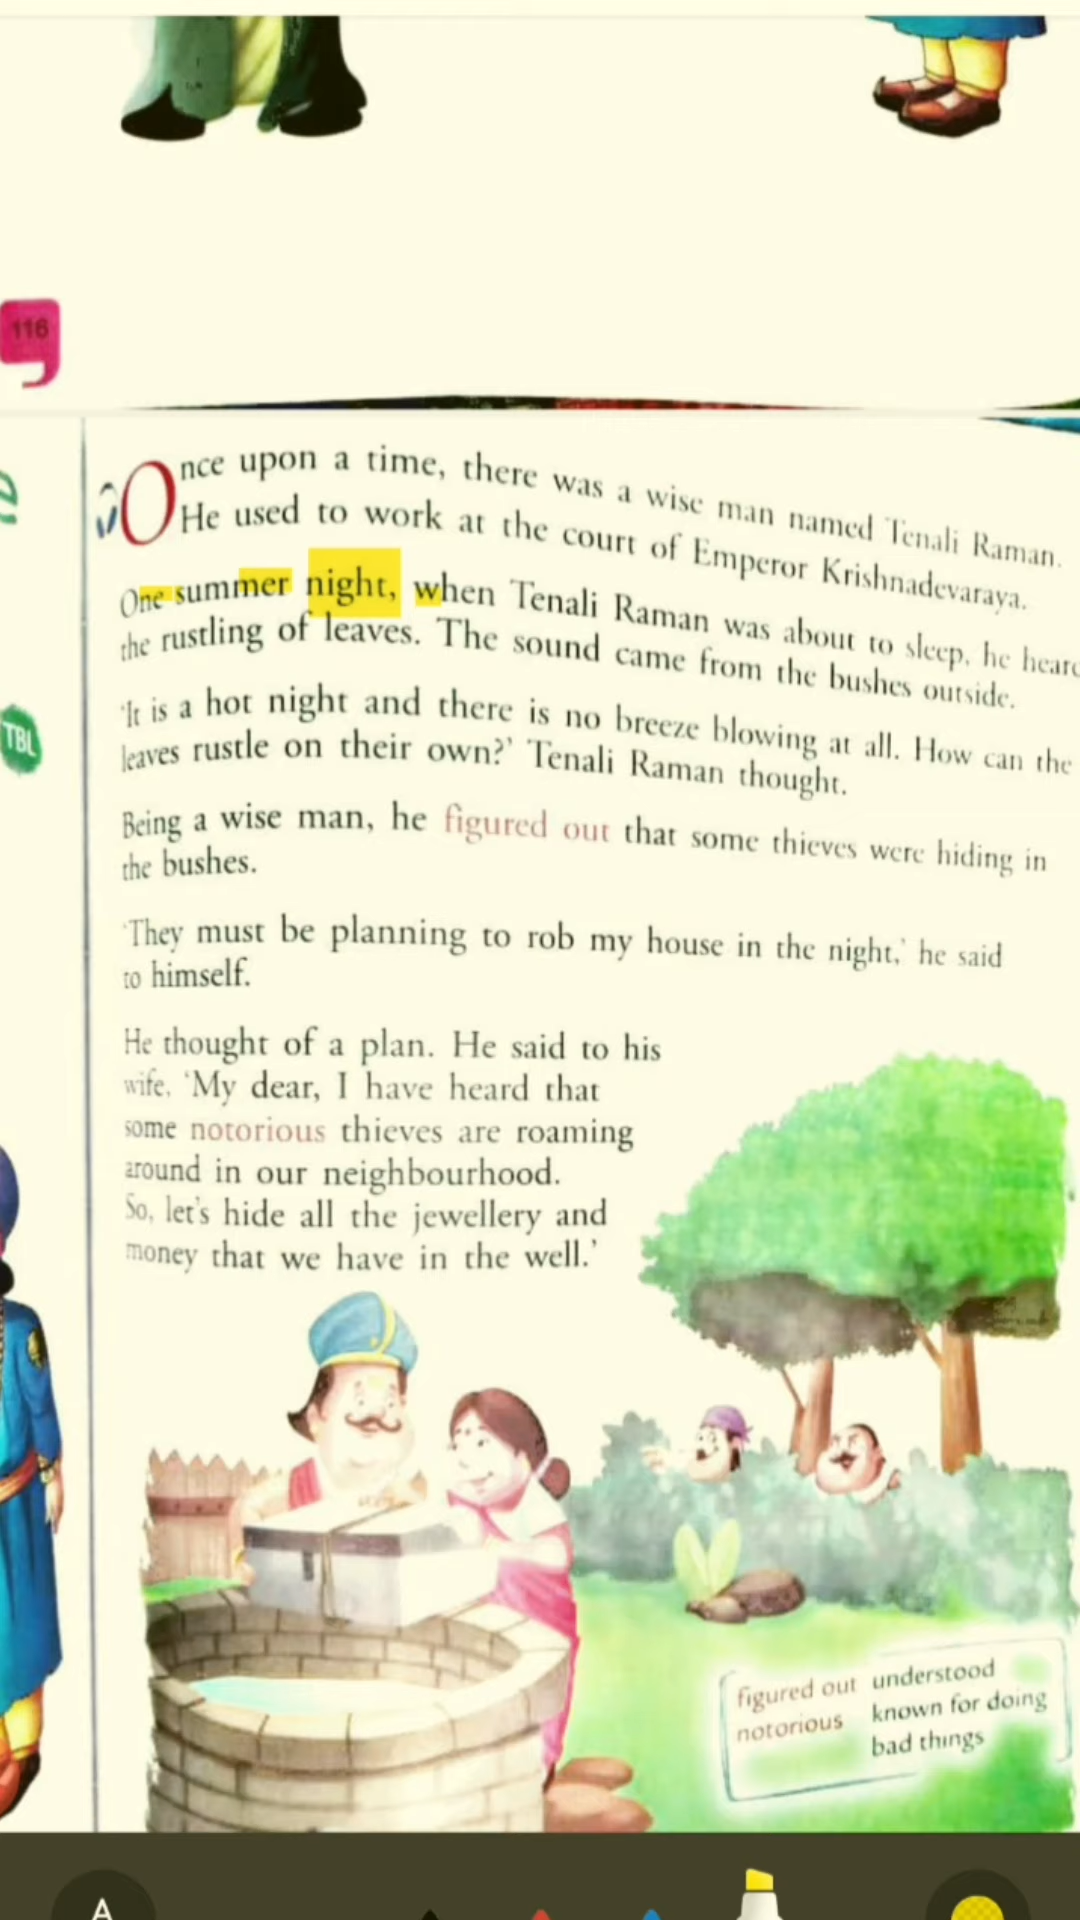 116
Once upon a time, there was a wise man named Tenali Raman.
He used to work at the court of Emperor Krishnadevaraya.
One summer night, when Tenali Raman was about to sleep, he heard
the rustling of leaves. The sound came from the bushes outside.
'It is a hot night and there is no breeze blowing at all. How can the
leaves rustle on their own?' Tenali Raman thought.
Being a wise man, he figured out that some thieves were hiding in
the bushes.
'They must be planning to rob my house in the night,' he said
to himself.
He thought of a plan. He said to his
wife, 'My dear, I have heard that
some notorious thieves are roaming
around in our neighbourhood.
So, let's hide all the jewellery and
money that we have in the well.'
TBL
figured out understood
notorious known for doing
bad things
A